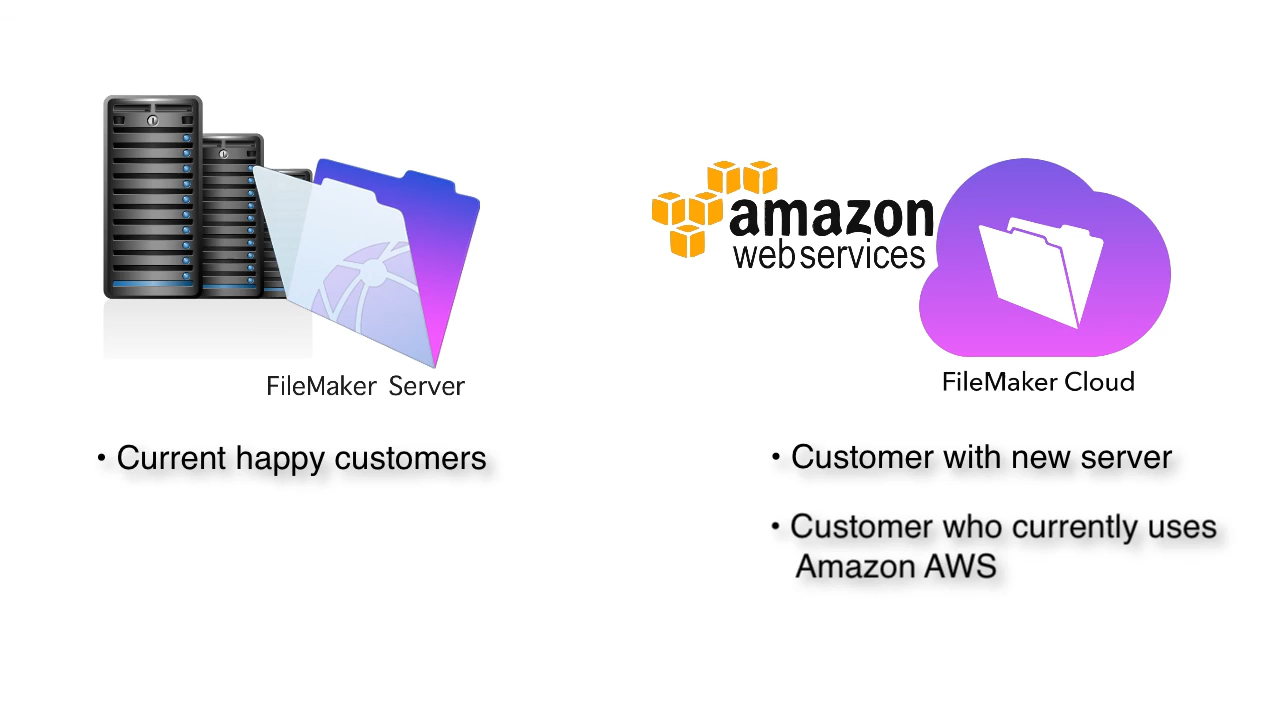 amazon
webservices
FileMaker Server
FileMaker Cloud
• Current happy customers
• Customer with new server
• Customer who currently uses
Amazon AWS